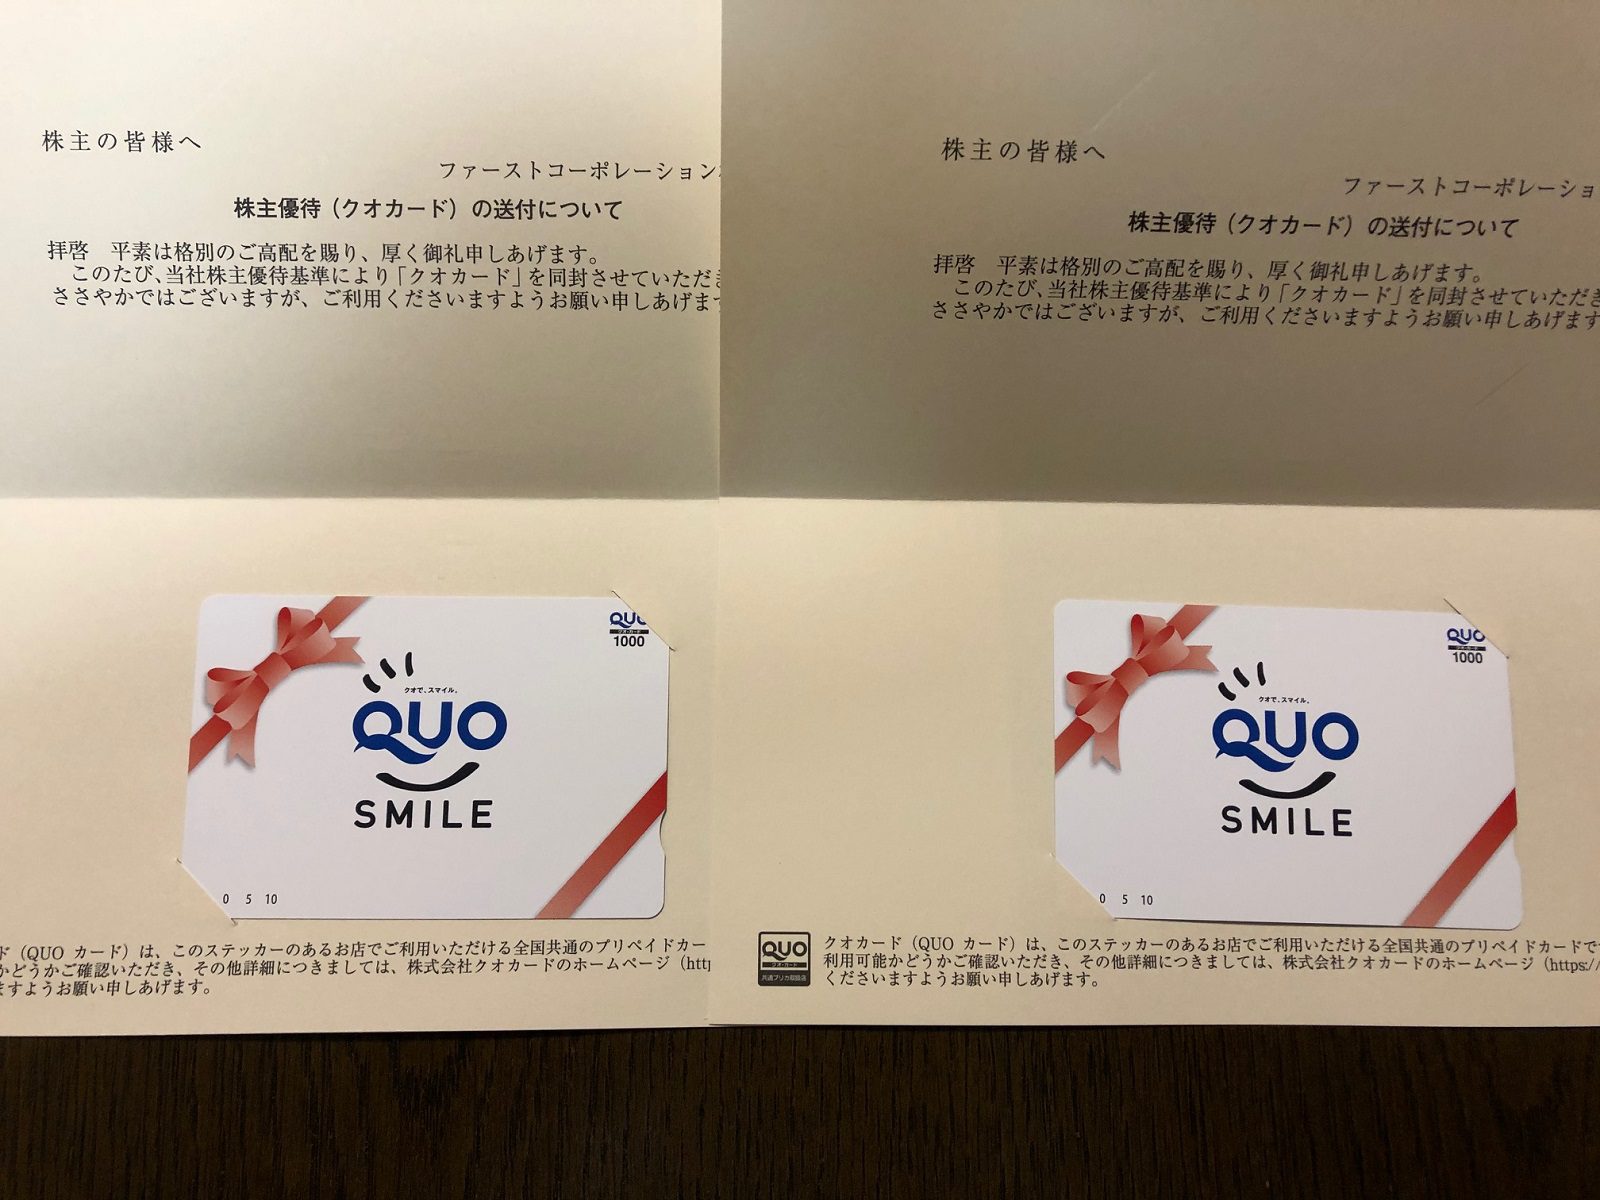 株主の皆様へ
ファーストコーポレーション
株主優待（クオカード）の送付について
拝啓　平素は格別のご高配を賜り、厚く御礼申しあげます。
このたび、当社株主優待基準により「クオカード」を同封させていただき
ささやかではございますが、ご利用くださいますようお願い申しあげます
QUO
クオ・カード
1000
クオで、スマイル。
QUO
SMILE
0 5 10
ド（QUO カード）は、このステッカーのあるお店でご利用いただける全国共通のプリペイドカー
かどうかご確認いただき、その他詳細につきましては、株式会社クオカードのホームページ（http
ますようお願い申しあげます。
株主の皆様へ
ファーストコーポレーショ
株主優待（クオカード）の送付について
拝啓　平素は格別のご高配を賜り、厚く御礼申しあげます。
このたび、当社株主優待基準により「クオカード」を同封させていただき
ささやかではございますが、ご利用くださいますようお願い申しあげます
QUO
クオ・カード
1000
クオで、スマイル。
QUO
SMILE
0 5 10
QUO
クオ・カード
共通プリカ取扱店
クオカード（QUO カード）は、このステッカーのあるお店でご利用いただける全国共通のプリペイドカードで
利用可能かどうかご確認いただき、その他詳細につきましては、株式会社クオカードのホームページ（https://
くださいますようお願い申しあげます。